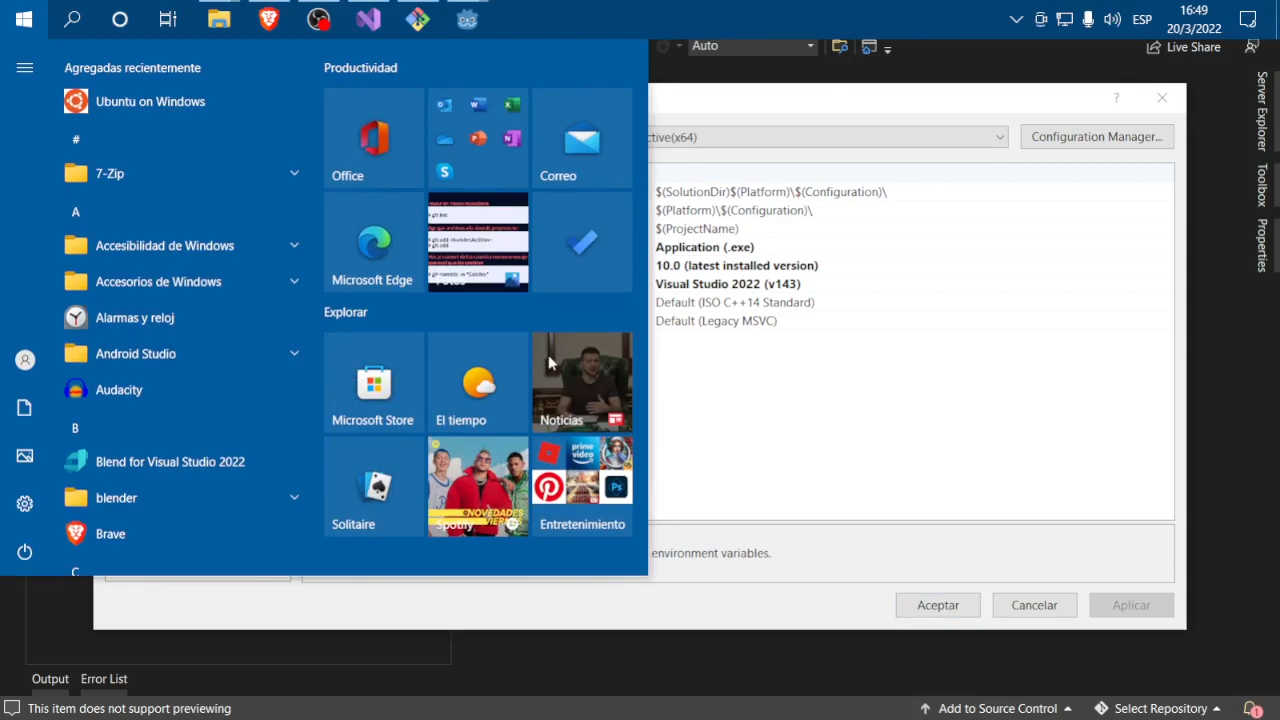 16:49
ESP
20/3/2022
Auto
Live Share
Agregadas recientemente
Ubuntu on Windows
#
7-Zip
A
Accesibilidad de Windows
Accesorios de Windows
Alarmas y reloj
Android Studio
Audacity
B
Blend for Visual Studio 2022
blender
Brave
C
Productividad
Office
Correo
Microsoft Edge
Explorar
Microsoft Store
El tiempo
Noticias
Solitaire
NOVEDADES
Spotify
prime video
Ps
Entretenimiento
?
ctive(x64)
Configuration Manager...
$(SolutionDir)$(Platform)\$(Configuration)\
$(Platform)\$(Configuration)\
$(ProjectName)
Application (.exe)
10.0 (latest installed version)
Visual Studio 2022 (v143)
Default (ISO C++14 Standard)
Default (Legacy MSVC)
environment variables.
Aceptar
Cancelar
Aplicar
Server Explorer
Toolbox
Properties
Output
Error List
This item does not support previewing
Add to Source Control
Select Repository
1